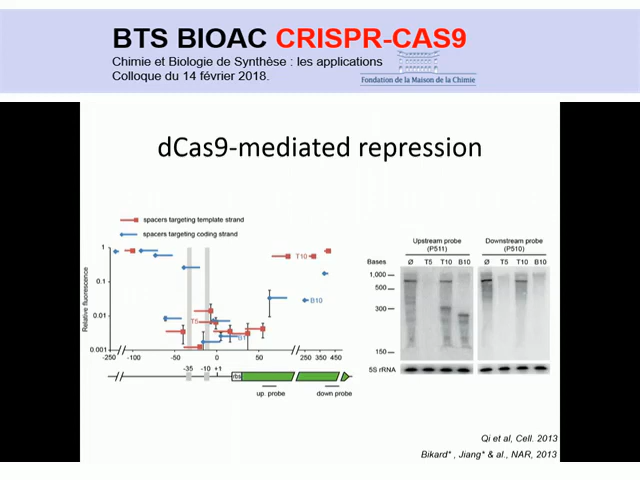 BTS BIOAC CRISPR-CAS9
Chimie et Biologie de Synthèse : les applications
Colloque du 14 février 2018.
Fondation de la Maison de la Chimie
dCas9-mediated repression
spacers targeting template strand
spacers targeting coding strand
Relative fluorescence
1
0.1
0.01
0.001
T10
B10
T5
B1
-250 -100 -50 0 50 250 350 450
-35 -10 +1
rbs
up. probe
down probe
Upstream probe
(P511)
Downstream probe
(P510)
Bases Ø T5 T10 B10 Ø T5 T10 B10
1,000
500
300
150
5S rRNA
Qi et al, Cell. 2013
Bikard* , Jiang* & al., NAR, 2013